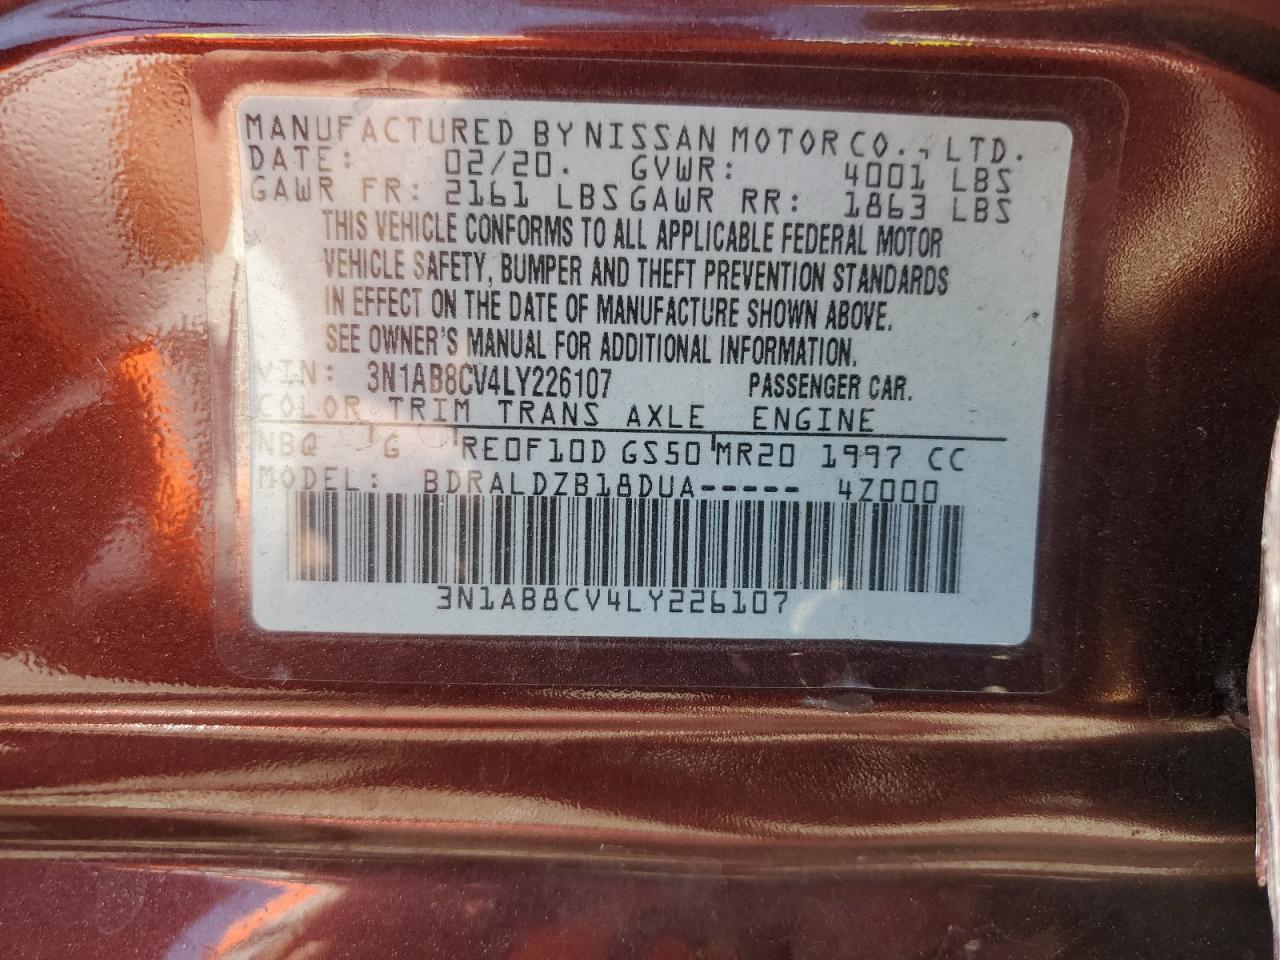 MANUFACTURED BY NISSAN MOTOR CO., LTD.
DATE: 02/20. GVWR: 4001 LBS
GAWR FR: 2161 LBS GAWR RR: 1863 LBS
THIS VEHICLE CONFORMS TO ALL APPLICABLE FEDERAL MOTOR
VEHICLE SAFETY, BUMPER AND THEFT PREVENTION STANDARDS
IN EFFECT ON THE DATE OF MANUFACTURE SHOWN ABOVE.
SEE OWNER'S MANUAL FOR ADDITIONAL INFORMATION.
VIN: 3N1AB8CV4LY226107 PASSENGER CAR.
COLOR TRIM TRANS AXLE ENGINE
NBQ G RE0F10D GS50 MR20 1997 CC
MODEL: BDRALDZB18DUA----- 4Z000
3N1AB8CV4LY226107